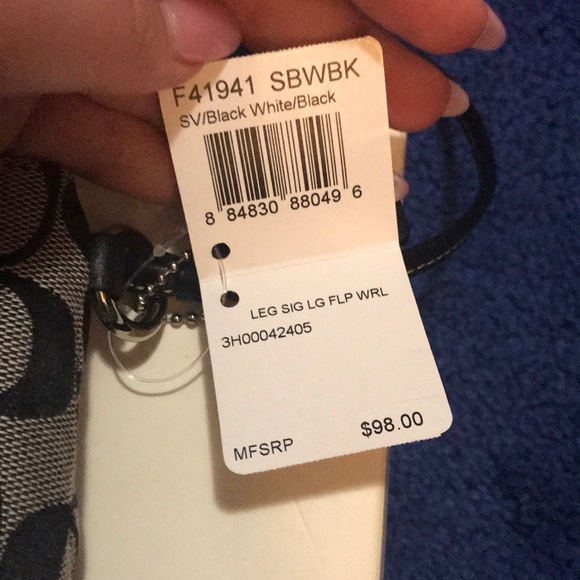 F41941 SBWBK
SV/Black White/Black
8 84830 88049 6
LEG SIG LG FLP WRL
3H00042405
MFSRP $98.00